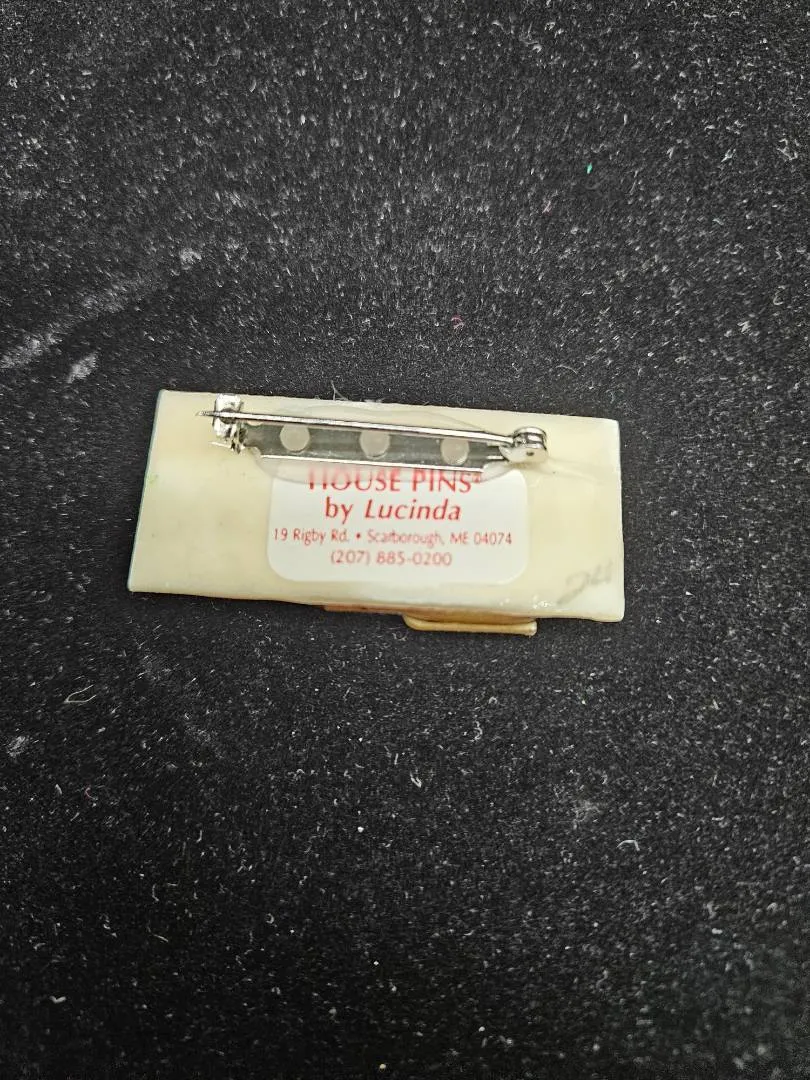 HOUSE PINS®
by Lucinda
19 Rigby Rd. • Scarborough, ME 04074
(207) 885-0200